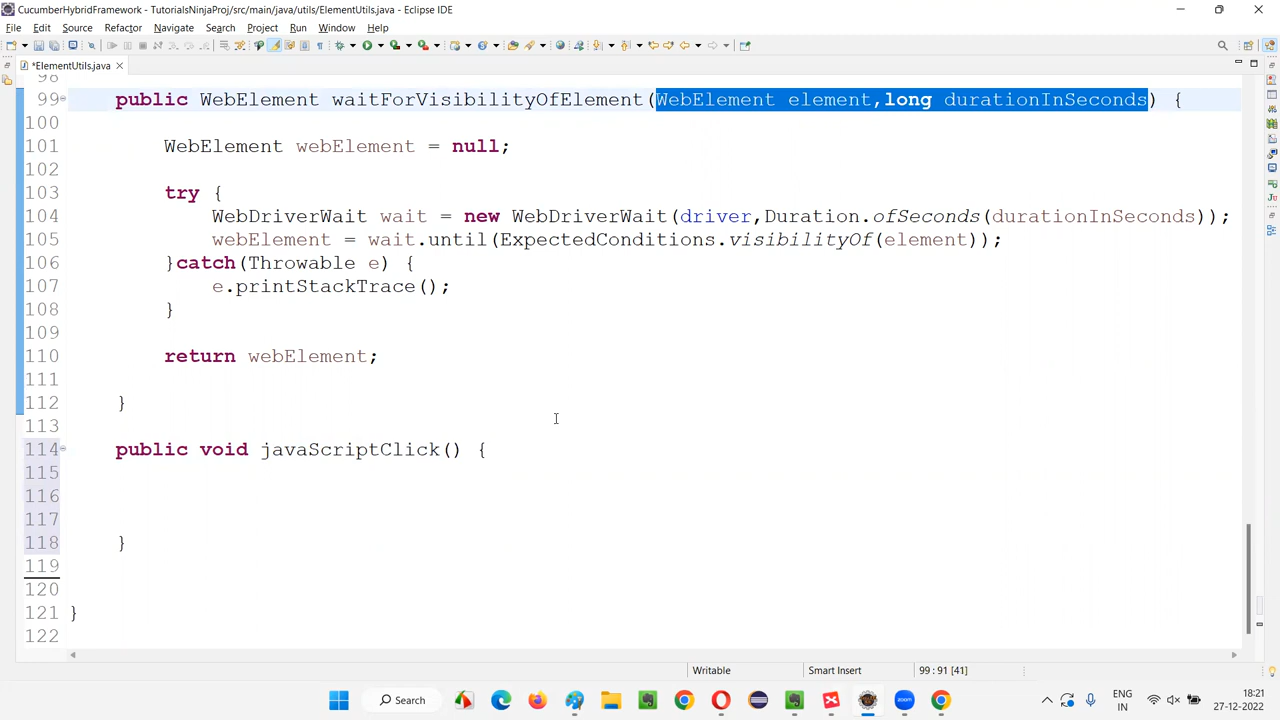 CucumberHybridFramework - TutorialsNinjaProj/src/main/java/utils/ElementUtils.java - Eclipse IDE
File Edit Source Refactor Navigate Search Project Run Window Help
*ElementUtils.java
98
99 public WebElement waitForVisibilityOfElement(WebElement element,long durationInSeconds) {
100
101 WebElement webElement = null;
102
103 try {
104 WebDriverWait wait = new WebDriverWait(driver,Duration.ofSeconds(durationInSeconds));
105 webElement = wait.until(ExpectedConditions.visibilityOf(element));
106 }catch(Throwable e) {
107 e.printStackTrace();
108 }
109
110 return webElement;
111
112 }
113
114 public void javaScriptClick() {
115
116
117
118 }
119
120
121 }
122
Writable Smart Insert 99 : 91 [41]
Search ENG IN 18:21 27-12-2022